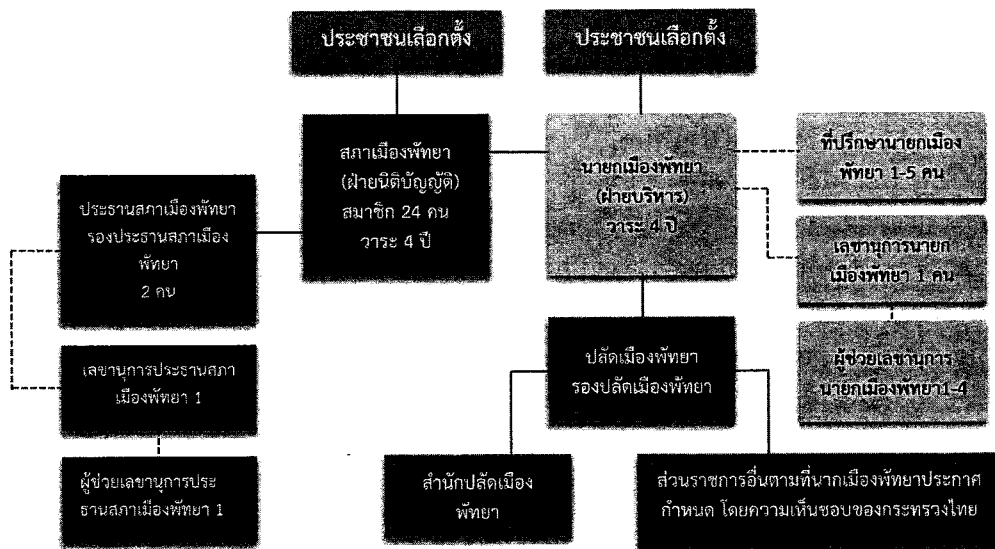 ประชาชนเลือกตั้ง
ประชาชนเลือกตั้ง
สภาเมืองพัทยา
(ฝ่ายนิติบัญญัติ)
สมาชิก 24 คน
วาระ 4 ปี
นายกเมืองพัทยา
(ฝ่ายบริหาร)
วาระ 4 ปี
ที่ปรึกษานายกเมือง
พัทยา 1-5 คน
ประธานสภาเมืองพัทยา
รองประธานสภาเมือง
พัทยา
2 คน
เลขานุการนายก
เมืองพัทยา 1 คน
ปลัดเมืองพัทยา
รองปลัดเมืองพัทยา
ผู้ช่วยเลขานุการ
นายกเมืองพัทยา1-4
เลขานุการประธานสภา
เมืองพัทยา 1
ผู้ช่วยเลขานุการประ
ธานสภาเมืองพัทยา 1
สำนักปลัดเมือง
พัทยา
ส่วนราชการอื่นตามที่นากเมืองพัทยาประกาศ
กำหนด โดยความเห็นชอบของกระทรวงไทย